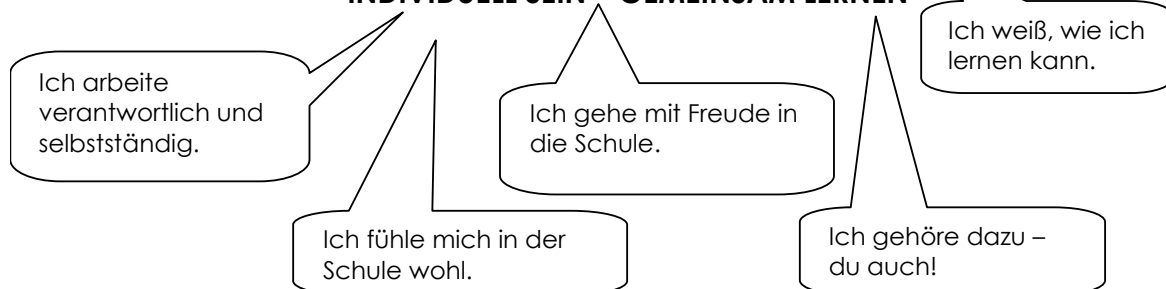 INDIVIDUELL SEIN – GEMEINSAM LERNEN
Ich weiß, wie ich
lernen kann.
Ich arbeite
verantwortlich und
selbstständig.
Ich gehe mit Freude in
die Schule.
Ich fühle mich in der
Schule wohl.
Ich gehöre dazu –
du auch!